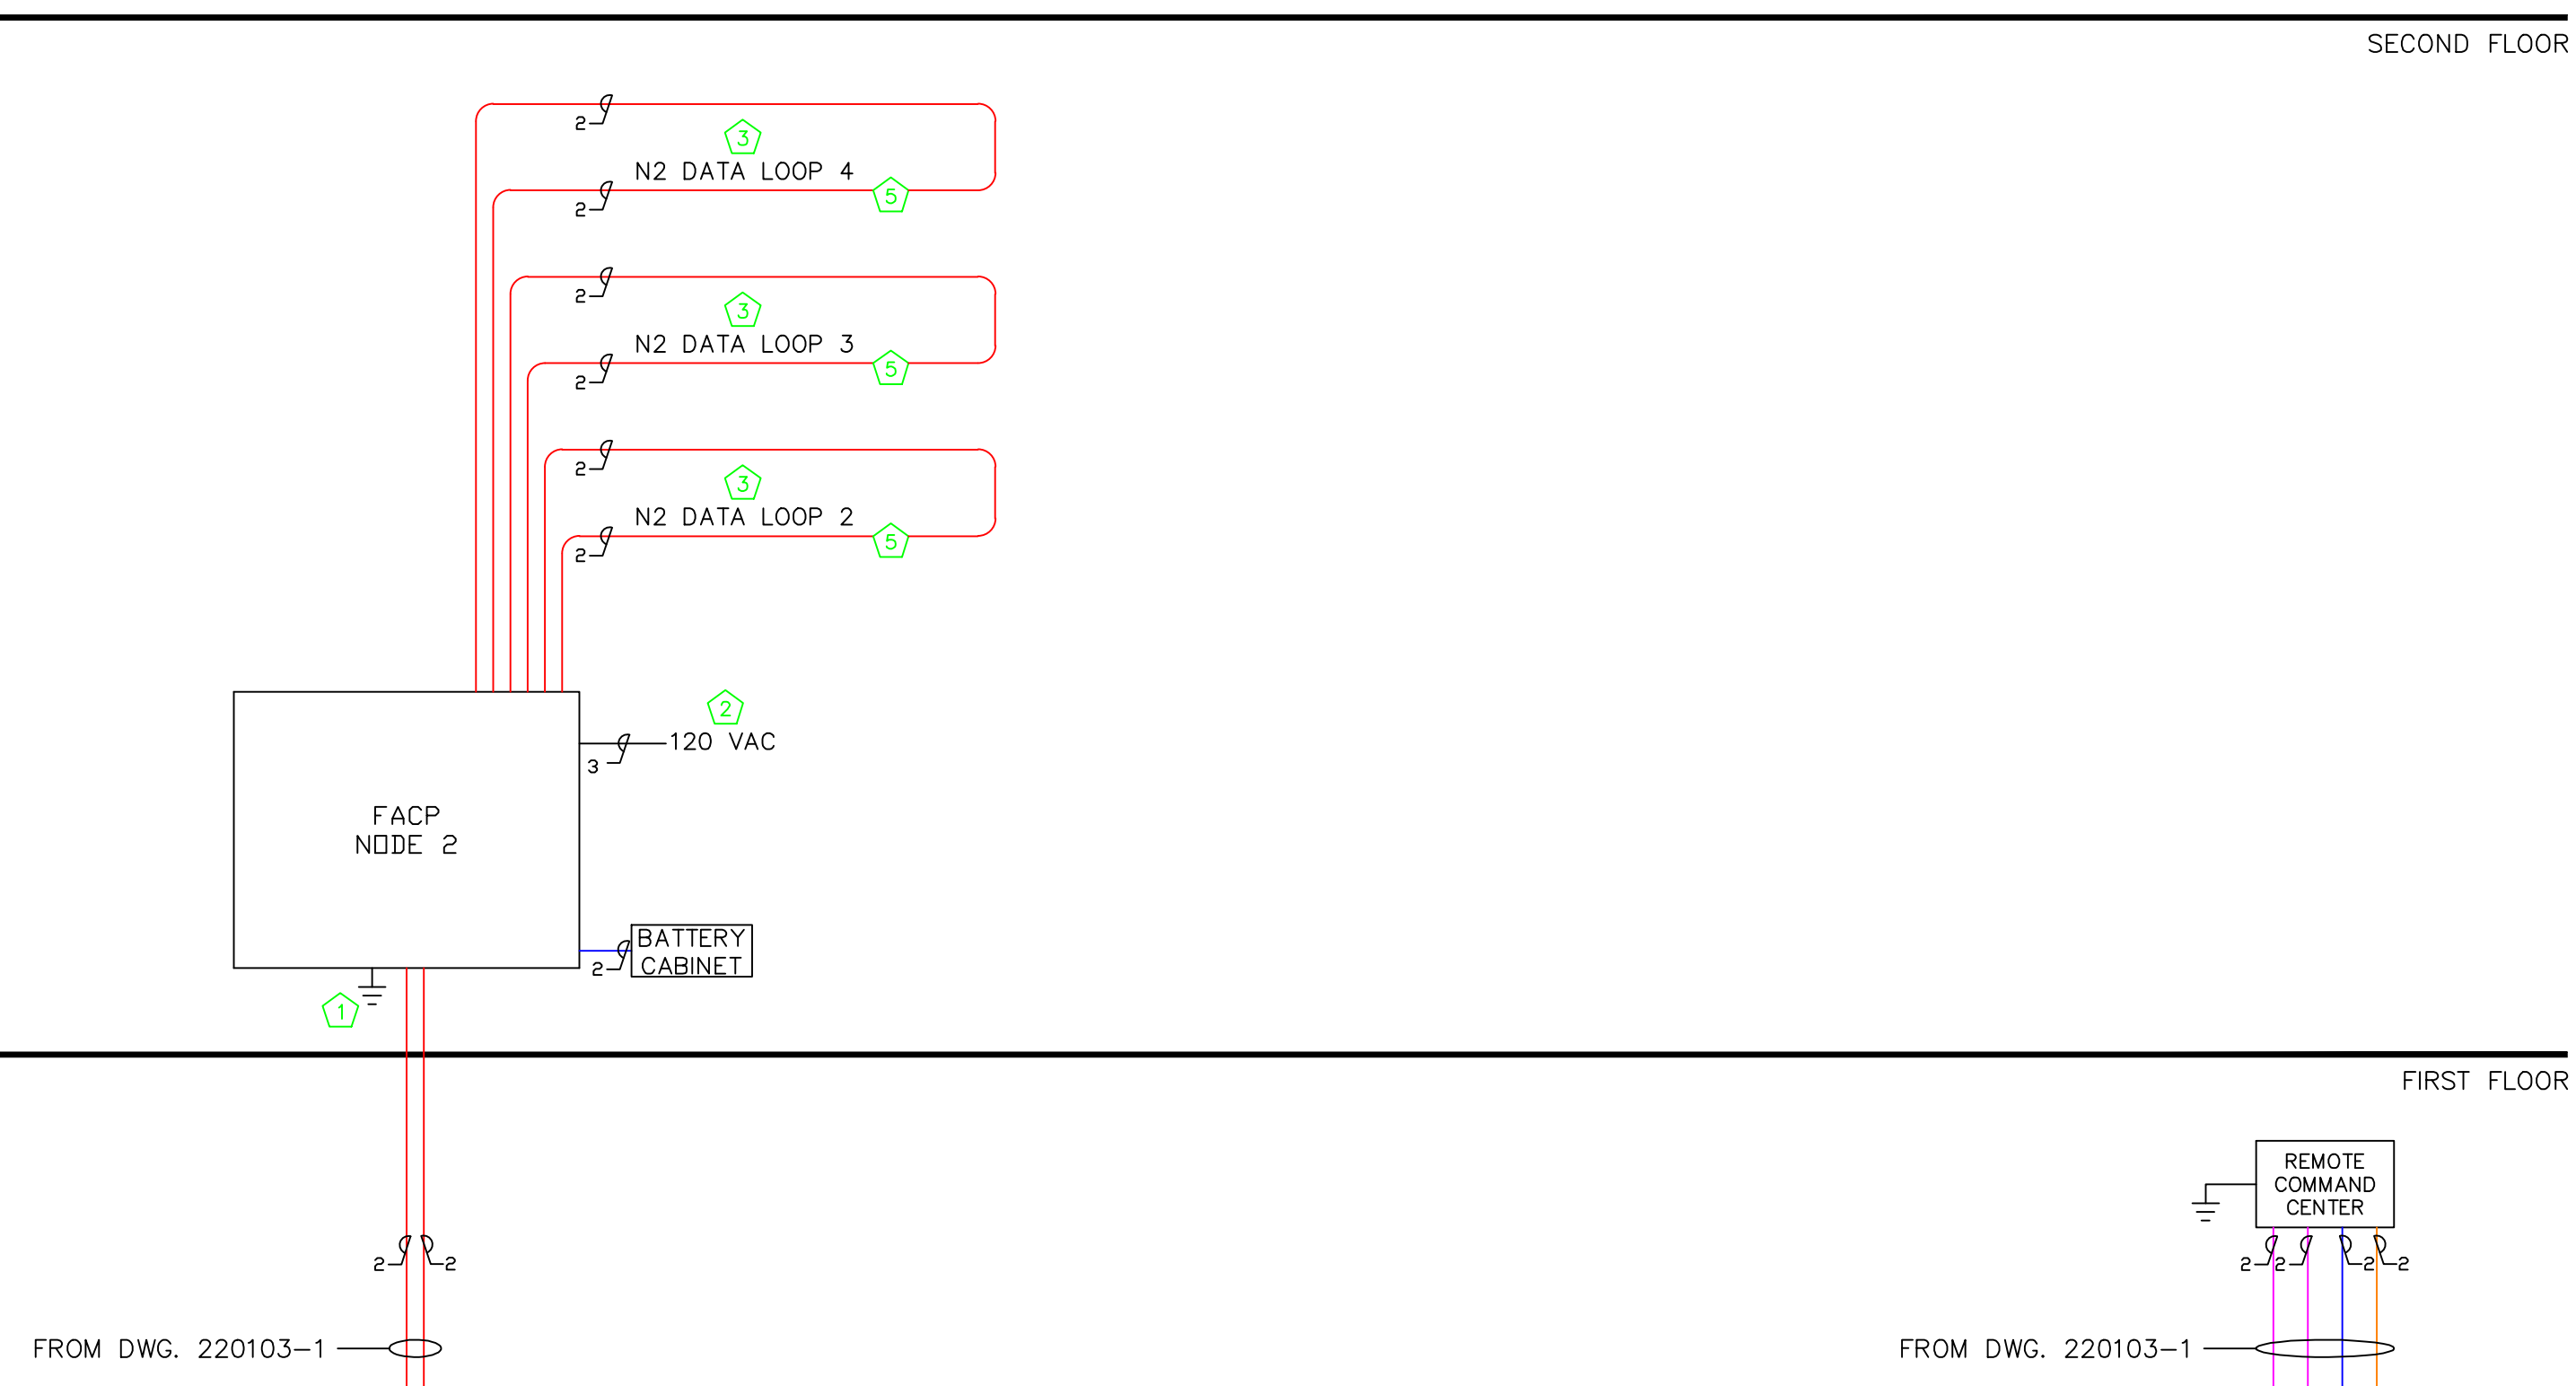 SECOND FLOOR
2
3
N2 DATA LOOP 4
2
5
2
3
N2 DATA LOOP 3
2
5
2
3
N2 DATA LOOP 2
2
5
2
120 VAC
3
FACP
NODE 2
BATTERY
CABINET
2
1
FIRST FLOOR
REMOTE
COMMAND
CENTER
2 2
2 2 2 2
FROM DWG. 220103-1
FROM DWG. 220103-1